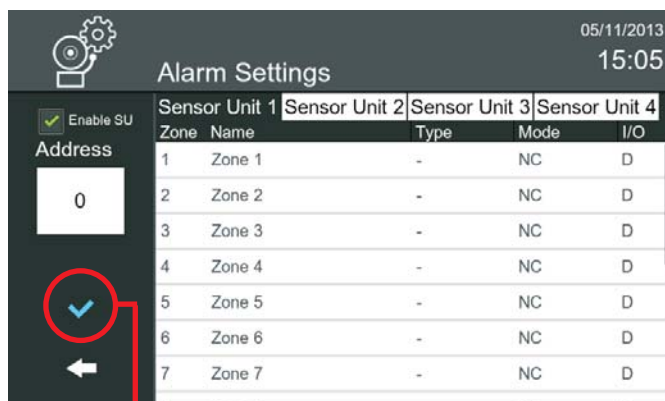 05/11/2013
15:05
Alarm Settings
Enable SU
Address
0
Sensor Unit 1 Sensor Unit 2 Sensor Unit 3 Sensor Unit 4
Zone Name Type Mode I/O
1 Zone 1 - NC D
2 Zone 2 - NC D
3 Zone 3 - NC D
4 Zone 4 - NC D
5 Zone 5 - NC D
6 Zone 6 - NC D
7 Zone 7 - NC D